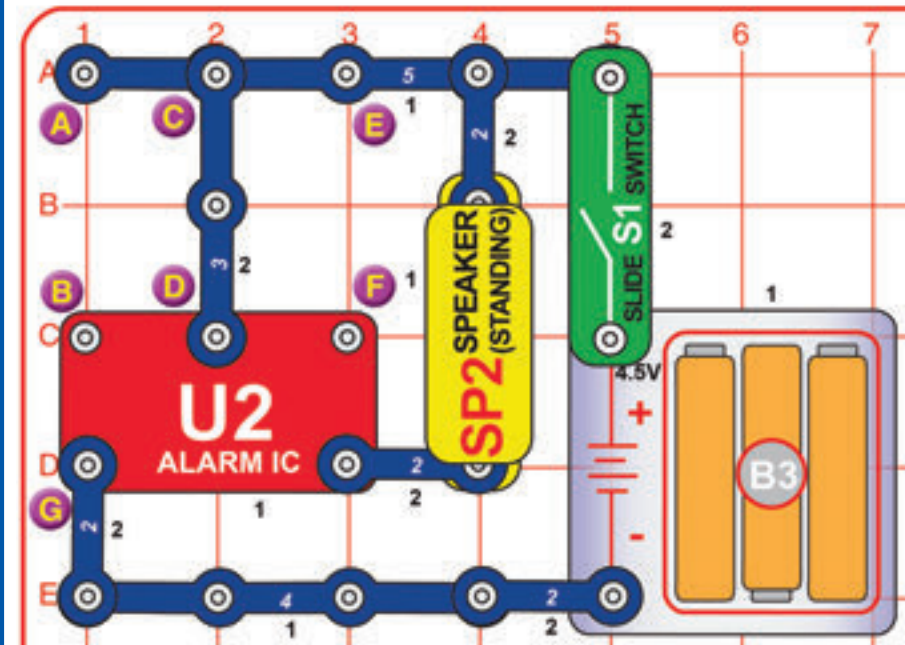 1 2 3 4 5 6 7
A 5
A C E 1 2 2
B
SLIDE S1 SWITCH 2
B D 3 2 F 1
SP2 SPEAKER
(STANDING)
1
C
4.5V
+
U2
ALARM IC
D 2
2
B3
G 1
2 2
-
E 4 2
1 2